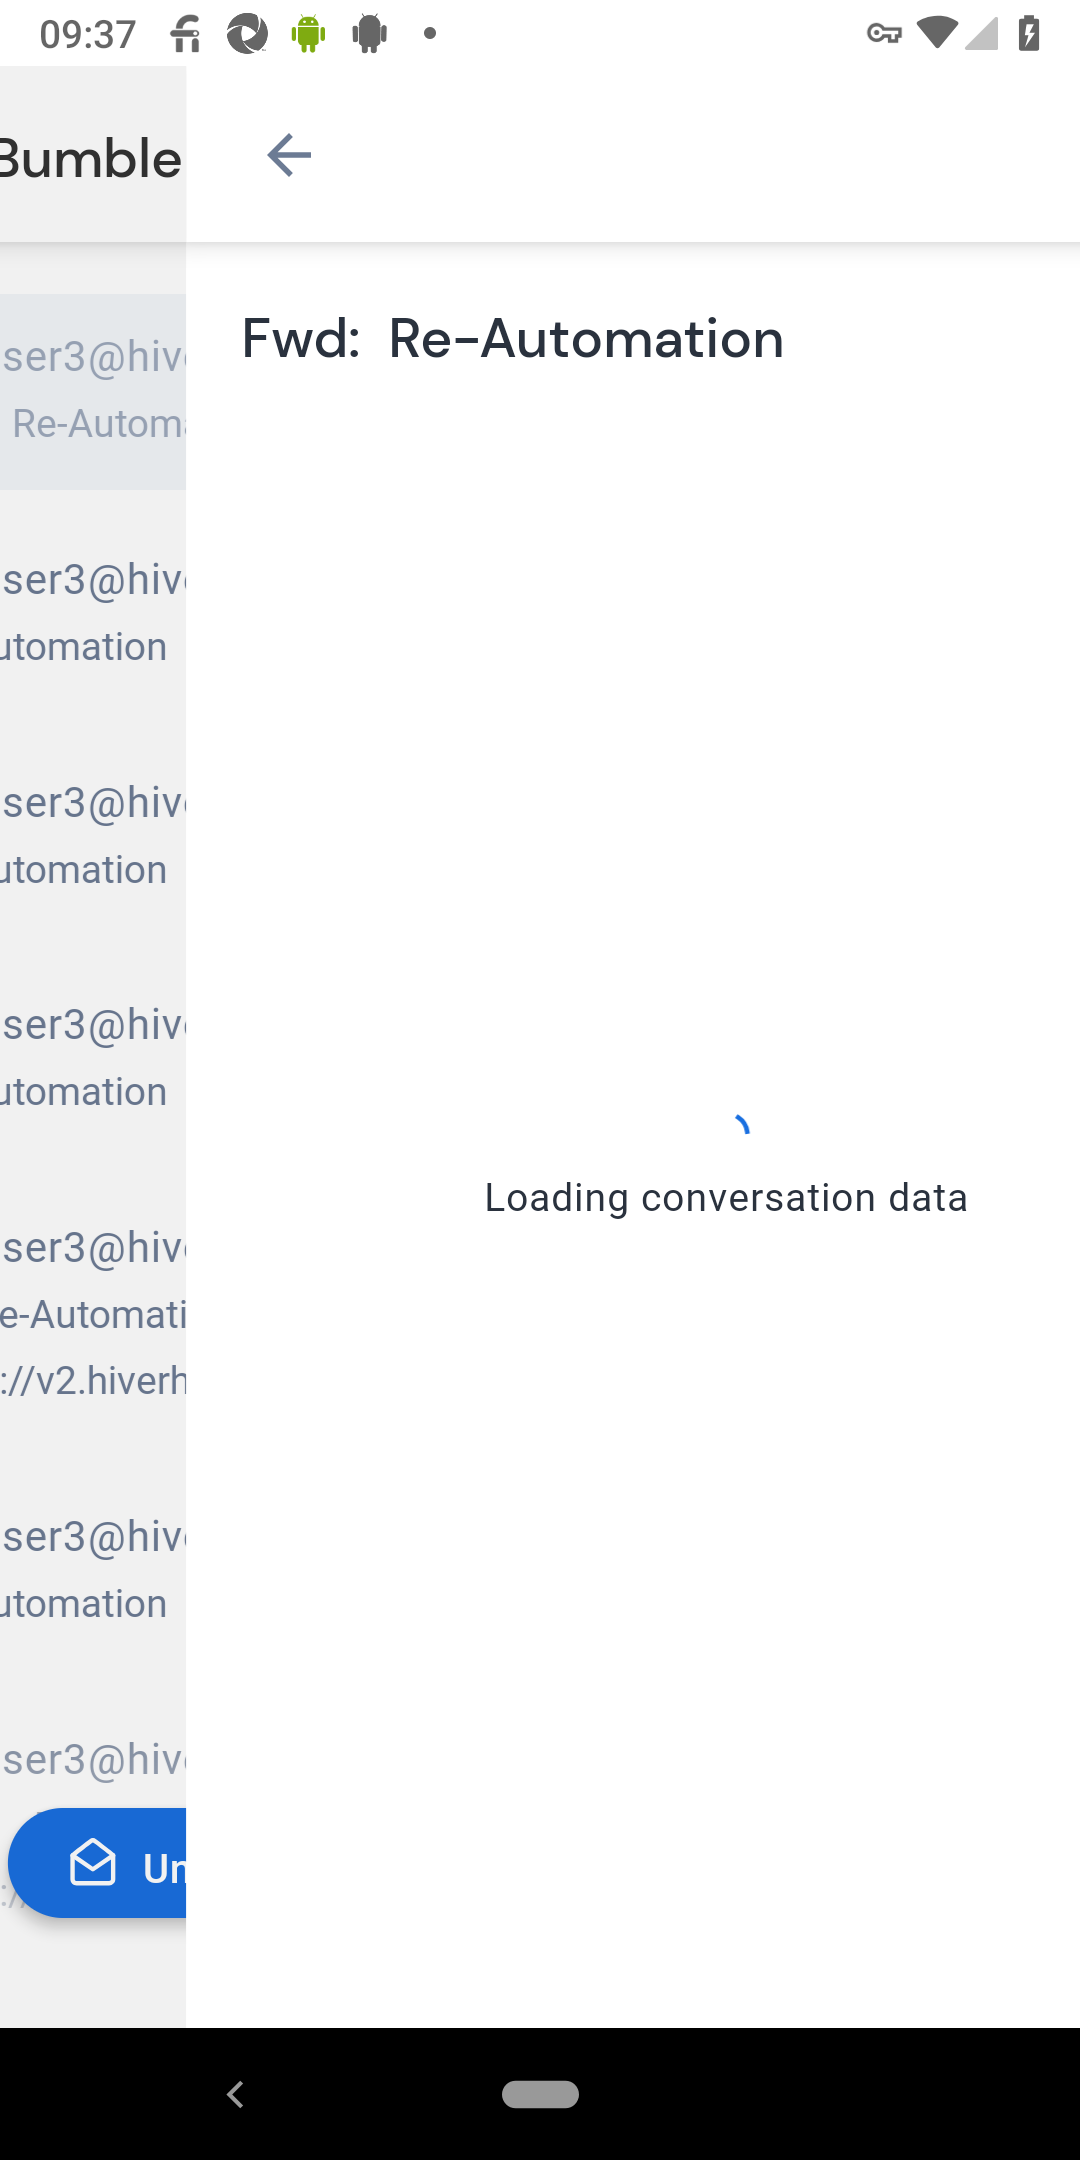 09:37
Bumble
Fwd: Re-Automation
ser3@hiv
Re-Autom
ser3@hiv
utomation
ser3@hiv
utomation
ser3@hiv
utomation
ser3@hiv
e-Automati
://v2.hiverh
ser3@hiv
utomation
ser3@hiv
Un
Loading conversation data